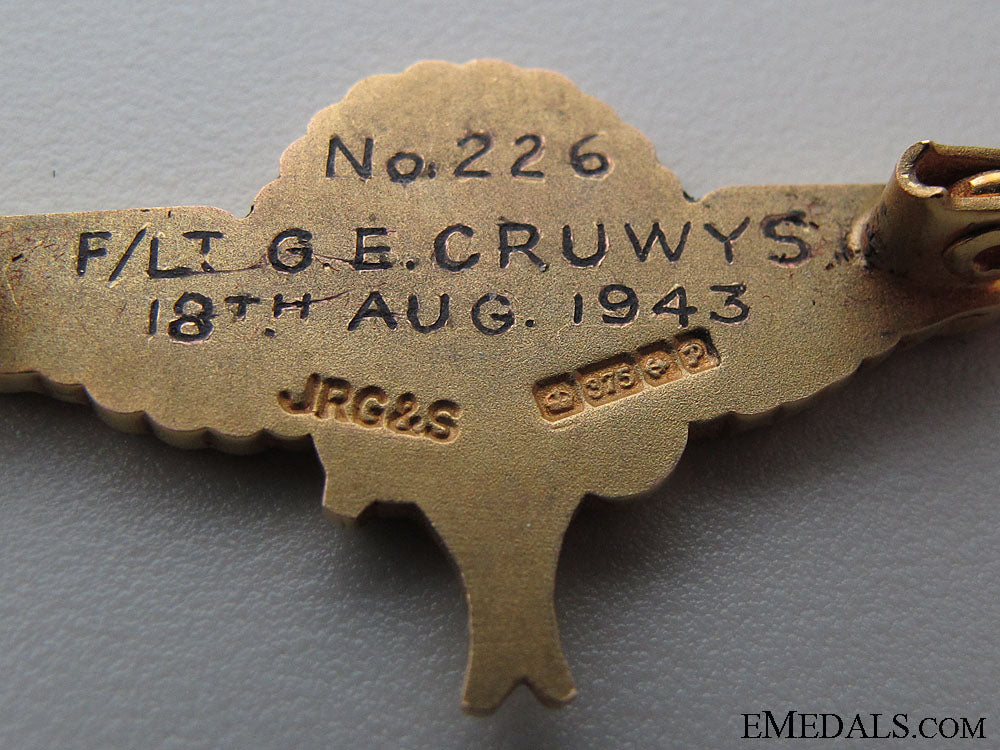 No. 226
F/LT. G.E. CRUWYS
18TH. AUG. 1943
JRG&S
375
EMEDALS.COM